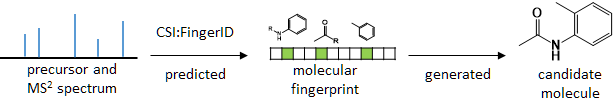 precursor and
MS² spectrum
CSI:FingerID
predicted
R
N
H
O
R
molecular
fingerprint
generated
O
N
H
candidate
molecule